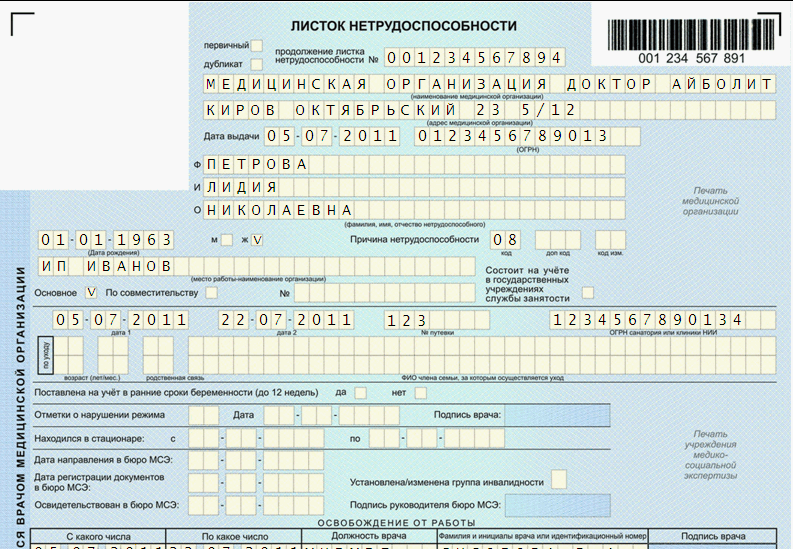 ЛИСТОК НЕТРУДОСПОСОБНОСТИ
первичный
дубликат
продолжение листка нетрудоспособности № 001234567894
001 234 567 891
МЕДИЦИНСКАЯ ОРГАНИЗАЦИЯ ДОКТОР АЙБОЛИТ
(наименование медицинской организации)
КИРОВ ОКТЯБРЬСКИЙ 23 5/12
(адрес медицинской организации)
Дата выдачи 05-07-2011 0123456789013
(ОГРН)
Ф ПЕТРОВА
И ЛИДИЯ
О НИКОЛАЕВНА
(фамилия, имя, отчество нетрудоспособного)
Печать медицинской организации
01-01-1963 м ж V Причина нетрудоспособности 08
(Дата рождения) код доп код код изм.
ИП ИВАНОВ
(место работы-наименование организации)
Состоит на учёте в государственных учреждениях службы занятости
Основное V По совместительству №
05-07-2011 22-07-2011 123 1234567890134
дата 1 дата 2 № путевки ОГРН санатория или клиники НИИ
по уходу
возраст (лет/мес.) родственная связь ФИО члена семьи, за которым осуществляется уход
Поставлена на учёт в ранние сроки беременности (до 12 недель) да нет
Отметки о нарушении режима Дата - - Подпись врача:
Находился в стационаре: с - - по - -
Дата направления в бюро МСЭ: - -
Дата регистрации документов в бюро МСЭ: - - Установлена/изменена группа инвалидности
Освидетельствован в бюро МСЭ: - - Подпись руководителя бюро МСЭ:
Печать учреждения медико-социальной экспертизы
ОСВОБОЖДЕНИЕ ОТ РАБОТЫ
С какого числа По какое число Должность врача Фамилия и инициалы врача или идентификационный номер Подпись врача
СЯ ВРАЧОМ МЕДИЦИНСКОЙ ОРГАНИЗАЦИИ